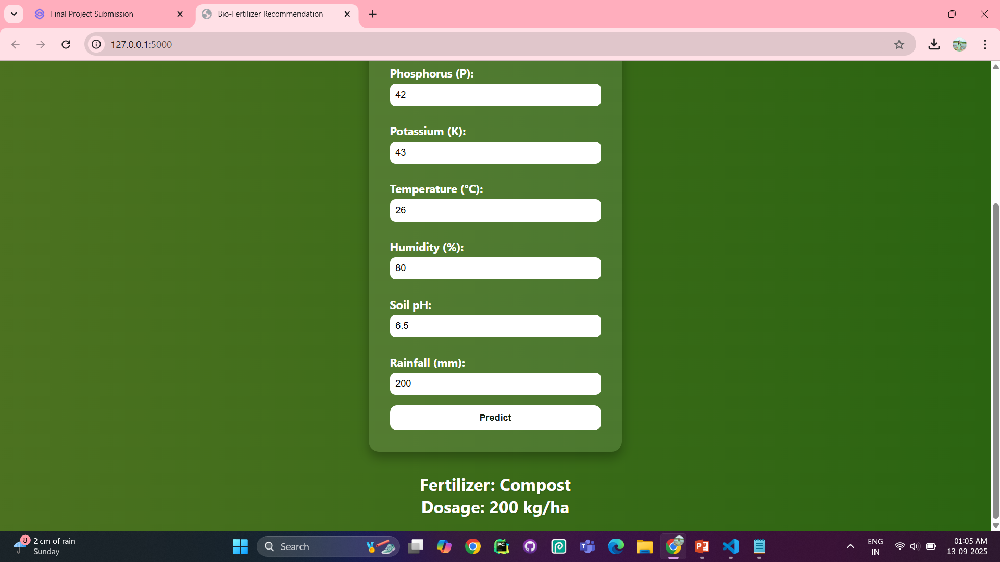 Final Project Submission
Bio-Fertilizer Recommendation
127.0.0.1:5000
Phosphorus (P):
42
Potassium (K):
43
Temperature (°C):
26
Humidity (%):
80
Soil pH:
6.5
Rainfall (mm):
200
Predict
Fertilizer: Compost
Dosage: 200 kg/ha
8
2 cm of rain
Sunday
Search
PC
T
P
ENG
IN
01:05 AM
13-09-2025